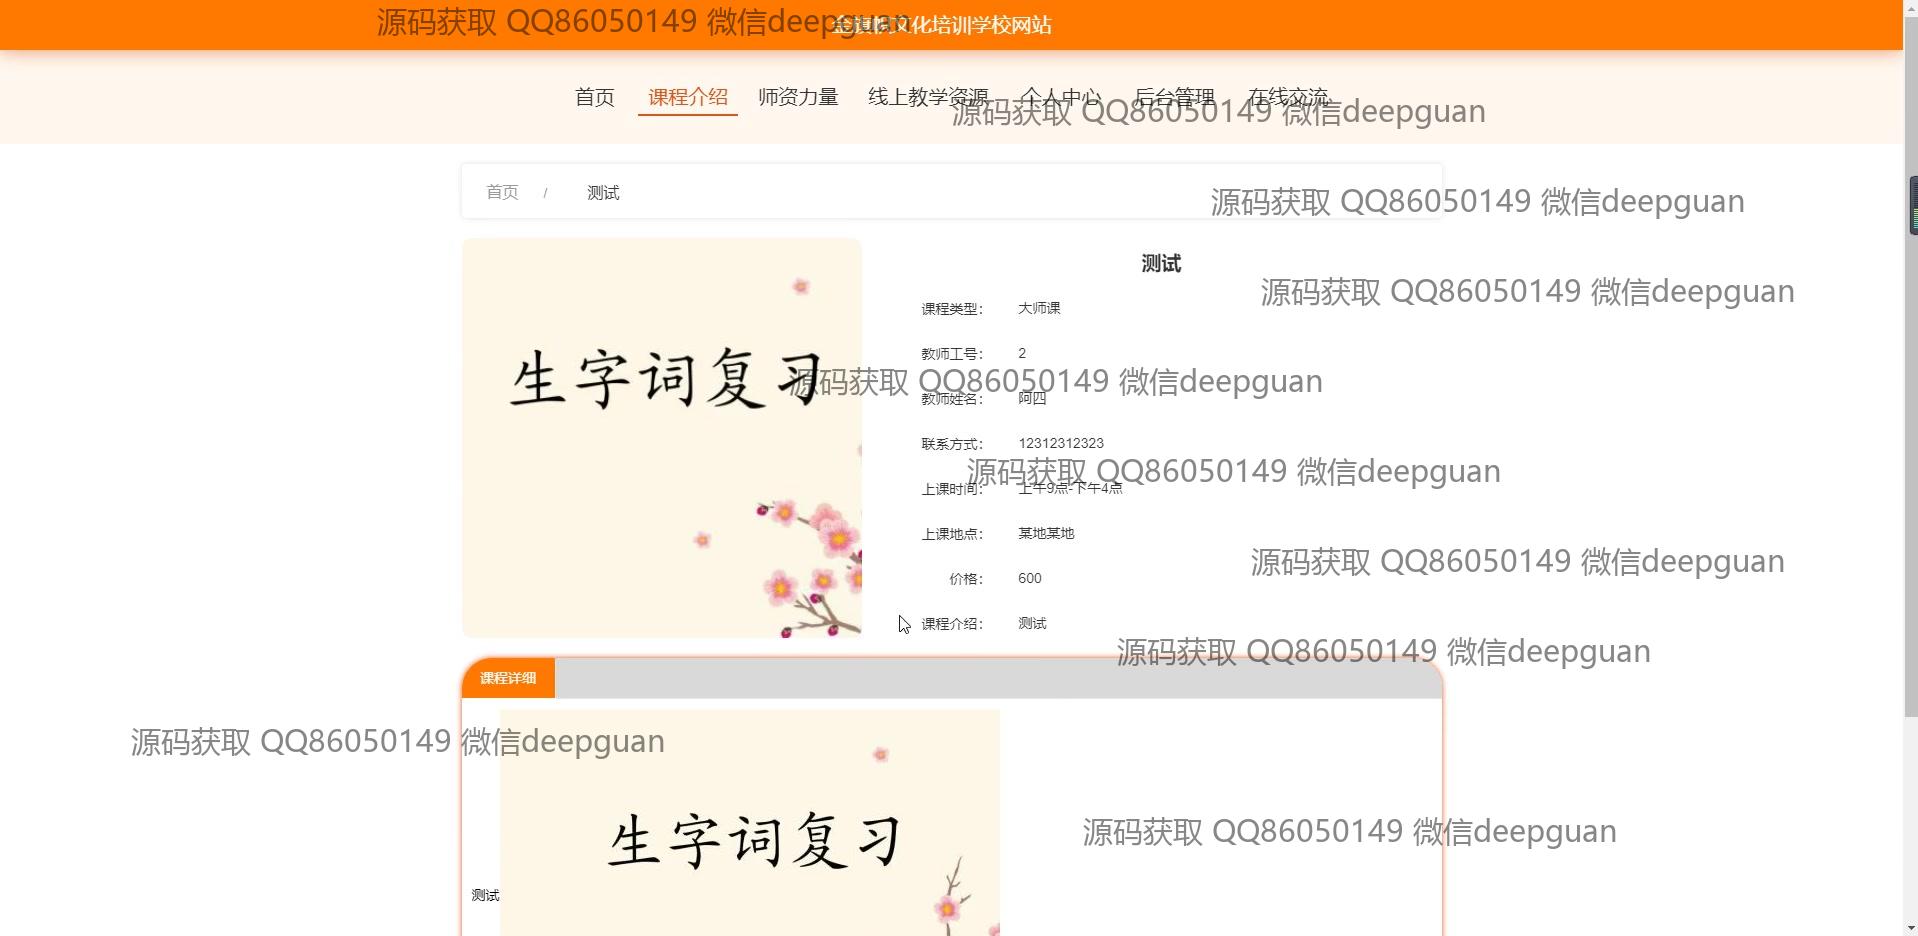 源码获取 QQ86050149 微信deepguan
文化培训学校网站
首页 课程介绍 师资力量 线上教学资源 个人中心 后台管理 在线交流
源码获取 QQ86050149 微信deepguan
首页 / 测试
源码获取 QQ86050149 微信deepguan
测试
源码获取 QQ86050149 微信deepguan
课程类型: 大师课
教师工号: 2
生字词复习
源码获取 QQ86050149 微信deepguan
教师姓名: 阿四
联系方式: 12312312323
源码获取 QQ86050149 微信deepguan
上课时间: 上午9点-下午4点
上课地点: 某地某地
源码获取 QQ86050149 微信deepguan
价格: 600
课程介绍: 测试
源码获取 QQ86050149 微信deepguan
课程详细
源码获取 QQ86050149 微信deepguan
源码获取 QQ86050149 微信deepguan
生字词复习
测试